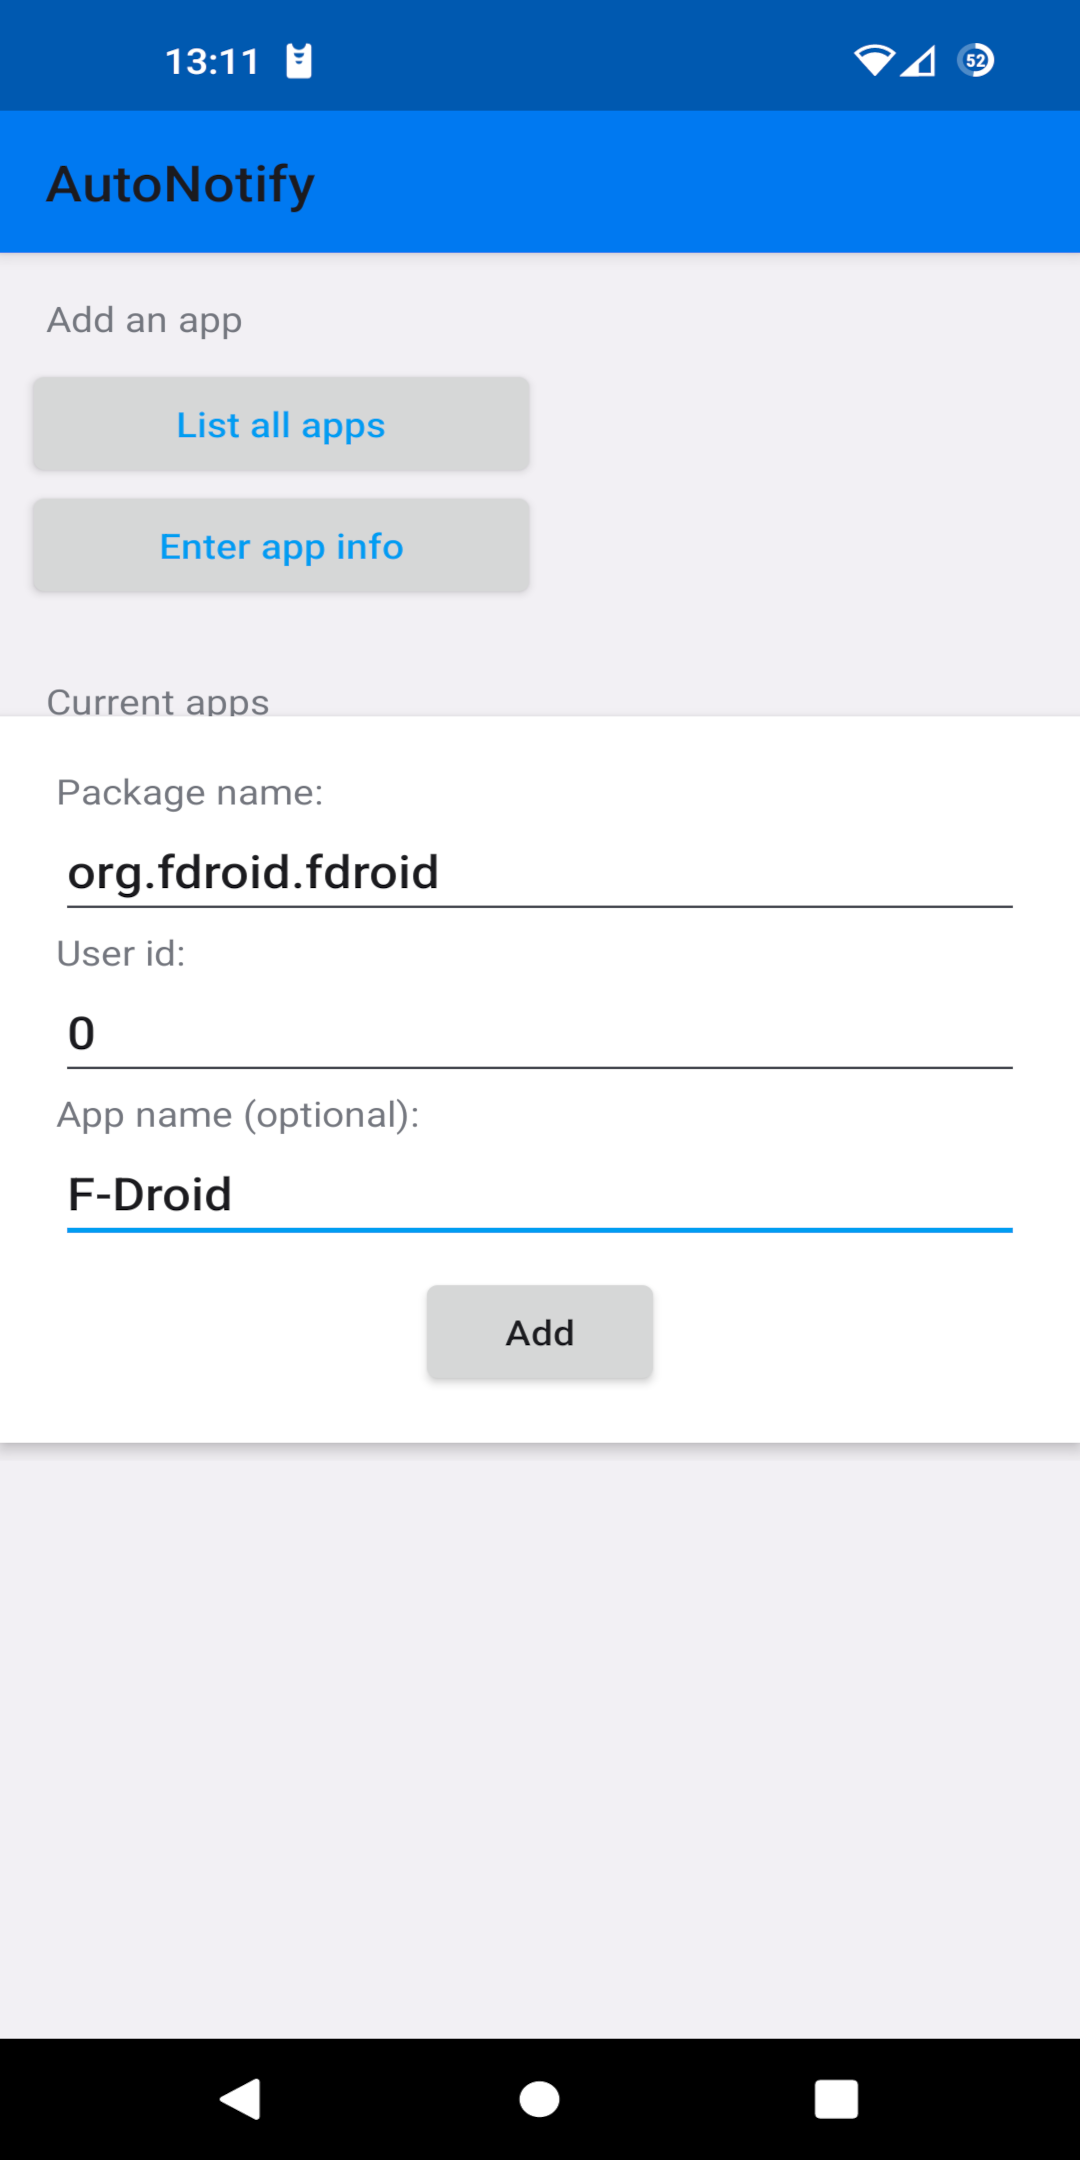 13:11
52
AutoNotify
Add an app
List all apps
Enter app info
Current apps
Package name:
org.fdroid.fdroid
User id:
0
App name (optional):
F-Droid
Add